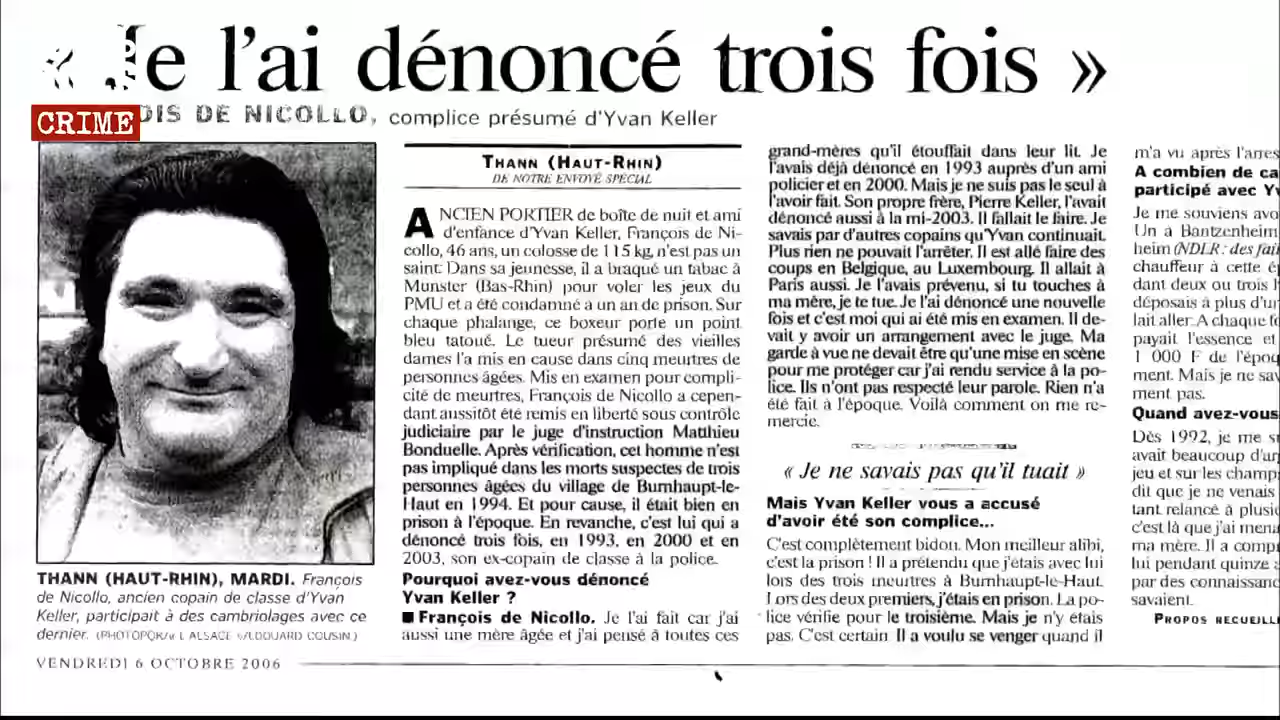 « Je l'ai dénoncé trois fois »
CRIME
OIS DE NICOLLO, complice présumé d'Yvan Keller
THANN (HAUT-RHIN), MARDI. François
de Nicollo, ancien copain de classe d'Yvan
Keller, participait à des cambriolages avec ce
dernier. (PHOTOPQR/« L'ALSACE »/
THANN (HAUT-RHIN)
DE NOTRE ENVOYÉ SPÉCIAL
ANCIEN PORTIER de boîte de nuit et ami
d'enfance d'Yvan Keller, François de Ni-
collo, 46 ans, un colosse de 115 kg, n'est pas un
saint. Dans sa jeunesse, il a braqué un tabac à
Munster (Bas-Rhin) pour voler les jeux du
PMU et a été condamné a un an de prison. Sur
chaque phalange, ce boxeur porte un point
bleu tatoué. Le tueur présumé des vieilles
dames l'a mis en cause dans cinq meurtres de
personnes âgées. Mis en examen pour compli-
cité de meurtres, François de Nicollo a cepen-
dant aussitôt été remis en liberté sous contrôle
judiciaire par le juge d'instruction Matthieu
Bonduelle. Après vérification, cet homme n'est
pas impliqué dans les morts suspectes de trois
personnes âgées du village de Burnhaupt-le-
Haut en 1994. Et pour cause, il était bien en
prison à l'époque. En revanche, c'est lui qui a
dénoncé trois fois, en 1993, en 2000 et en
2003, son ex-copain de classe à la police.
Pourquoi avez-vous dénoncé
Yvan Keller ?
■ François de Nicollo. Je l'ai fait car j'ai
aussi une mère âgée et j'ai pensé à toutes ces
grand-mères qu'il étouffait dans leur lit. Je
l'avais déjà dénoncé en 1993 auprès d'un ami
policier et en 2000. Mais je ne suis pas le seul à
l'avoir fait. Son propre frère, Pierre Keller, l'avait
dénoncé aussi à la mi-2003. Il fallait le faire. Je
savais par d'autres copains qu'Yvan continuait.
Plus rien ne pouvait l'arrêter. Il est allé faire des
coups en Belgique, au Luxembourg. Il allait à
Paris aussi. Je l'avais prévenu, si tu touches à
ma mère, je te tue. Je l'ai dénoncé une nouvelle
fois et c'est moi qui ai été mis en examen. Il de-
vait y avoir un arrangement avec le juge. Ma
garde à vue ne devait être qu'une mise en scène
pour me protéger car j'ai rendu service à la po-
lice. Ils n'ont pas respecté leur parole. Rien n'a
été fait à l'époque. Voilà comment on me re-
mercie.
« Je ne savais pas qu'il tuait »
Mais Yvan Keller vous a accusé
d'avoir été son complice...
C'est complètement bidon. Mon meilleur alibi,
c'est la prison ! Il a prétendu que j'étais avec lui
lors des trois meurtres à Burnhaupt-le-Haut.
Lors des deux premiers, j'étais en prison. La po-
lice vérifie pour le troisième. Mais je n'y étais
pas. C'est certain. Il a voulu se venger quand il
m'a vu après l'arres
A combien de ca
participé avec Yv
Je me souviens avo
Un à Bantzenheim
heim (NDLR : des fai
chauffeur à cette ép
dant deux ou trois l
déposais à plus d'u
lait aller. A chaque fo
payait l'essence et
1 000 F de l'époq
ment. Mais je ne sav
ment pas.
Quand avez-vous
Dès 1992, je me s
avait beaucoup d'ar
jeu et sur les champ
dit que je ne venais
tant relancé à plusie
c'est là que j'ai mena
ma mère. Il a compr
lui pendant quinze a
par des connaissanc
savaient.
PROPOS RECUEILL
VENDREDI 6 OCTOBRE 2006